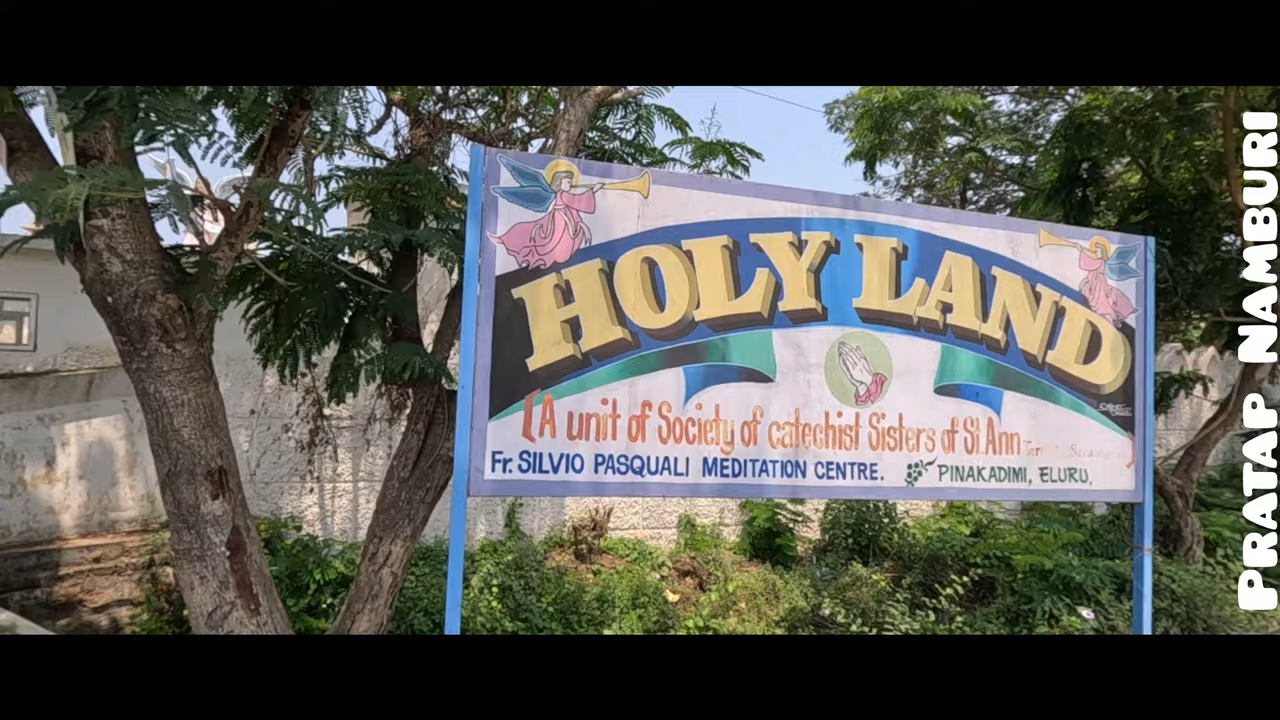 HOLY LAND
[A unit of Society of catechist Sisters of St Ann
Fr. SILVIO PASQUALI MEDITATION CENTRE. PINAKADIMI, ELURU.
PRATAP NAMBURI